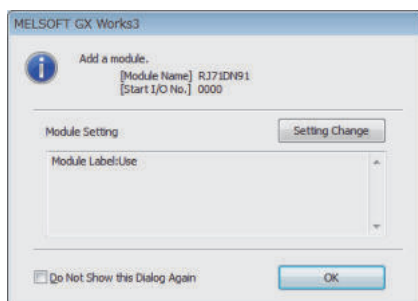 MELSOFT GX Works3
Add a module.
[Module Name] RJ71DN91
[Start I/O No.] 0000
Module Setting
Setting Change
Module Label:Use
Do Not Show this Dialog Again
OK